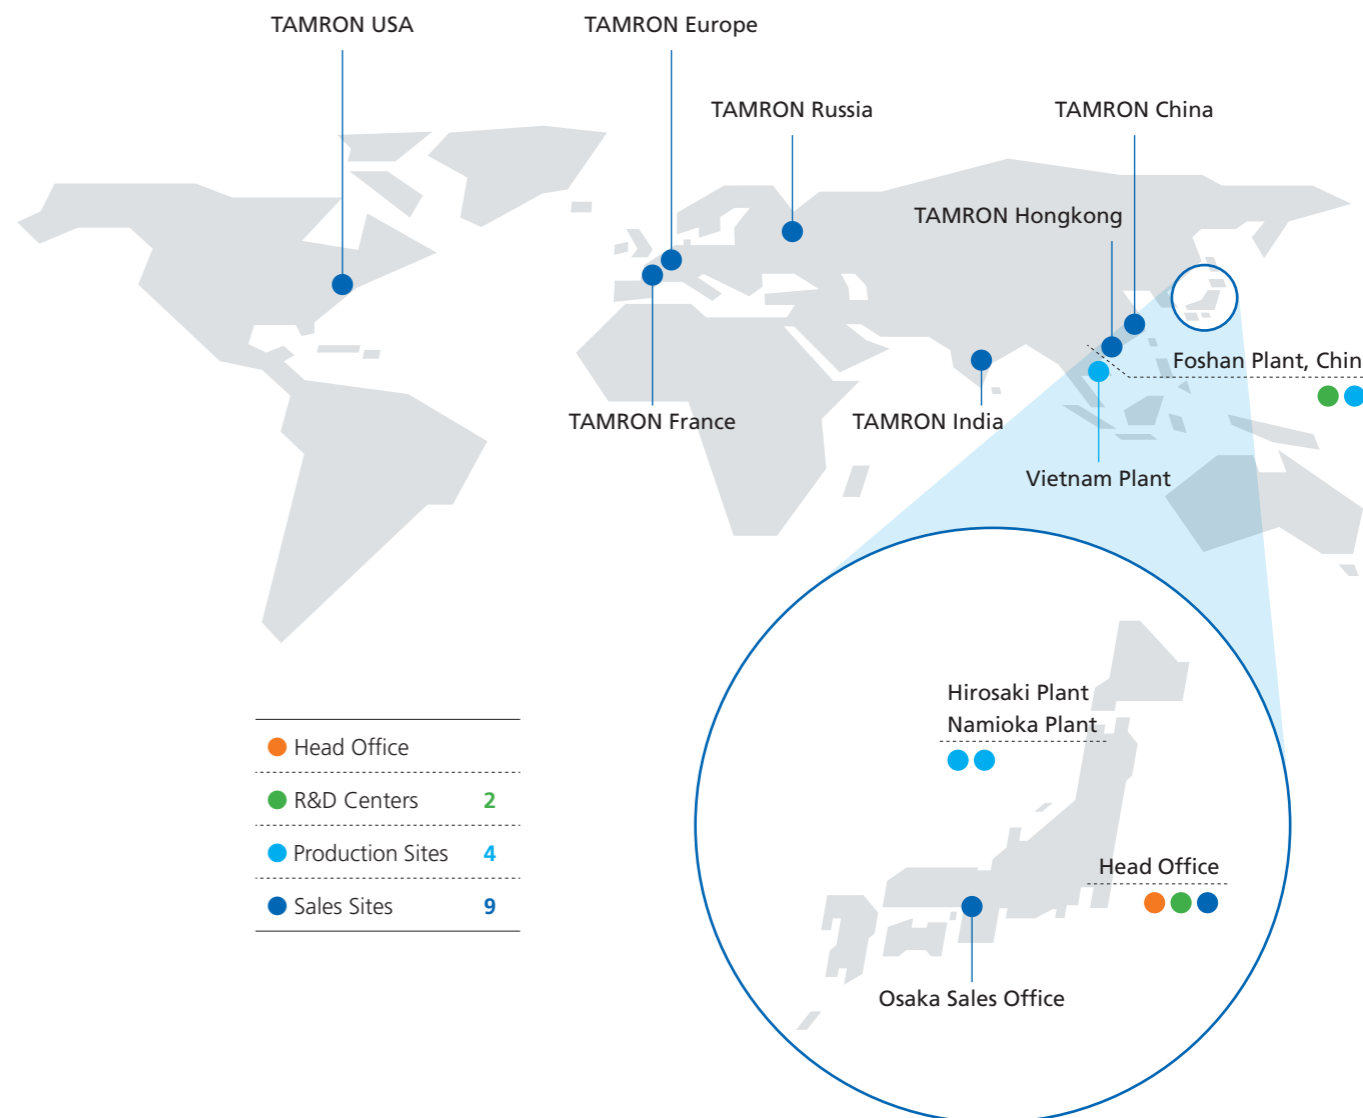 TAMRON USA
TAMRON Europe
TAMRON Russia
TAMRON China
TAMRON Hongkong
Foshan Plant, Chin
TAMRON France
TAMRON India
Vietnam Plant
Hirosaki Plant
Namioka Plant
Head Office
R&D Centers 2
Production Sites 4
Sales Sites 9
Head Office
Osaka Sales Office